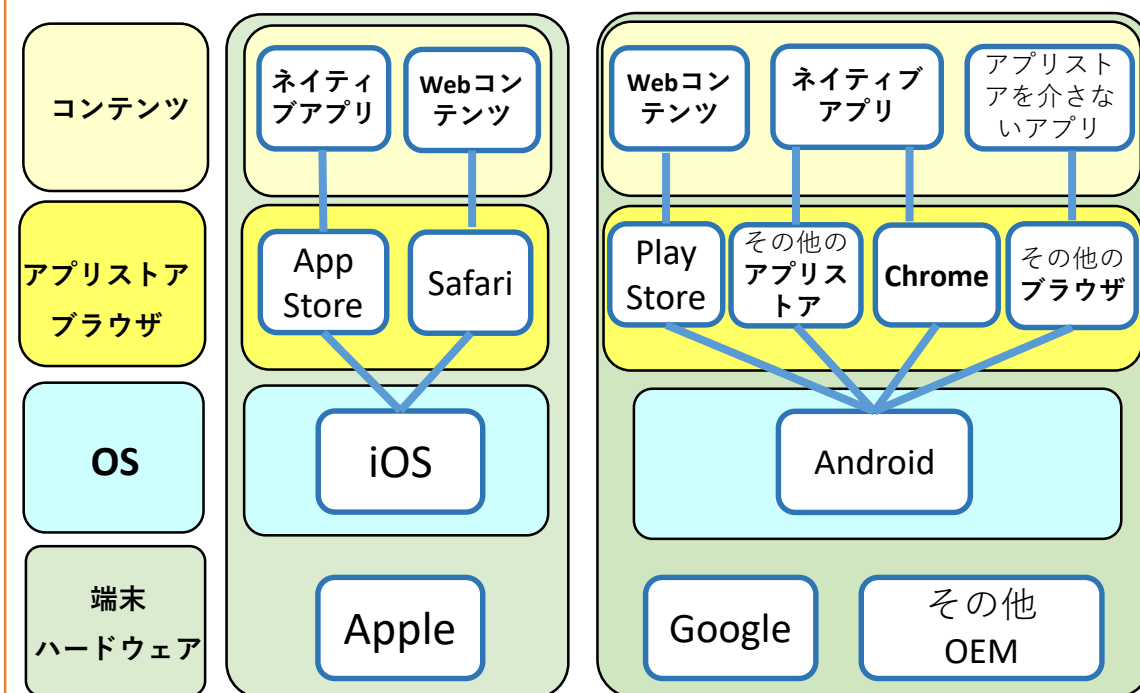 コンテンツ
ネイティ
ブアプリ
Webコン
テンツ
Webコン
テンツ
ネイティブ
アプリ
アプリスト
アを介さな
いアプリ
アプリストア
ブラウザ
App
Store
Safari
Play
Store
その他の
アプリス
トア
Chrome
その他の
ブラウザ
OS
iOS
Android
端末
ハードウェア
Apple
Google
その他
OEM